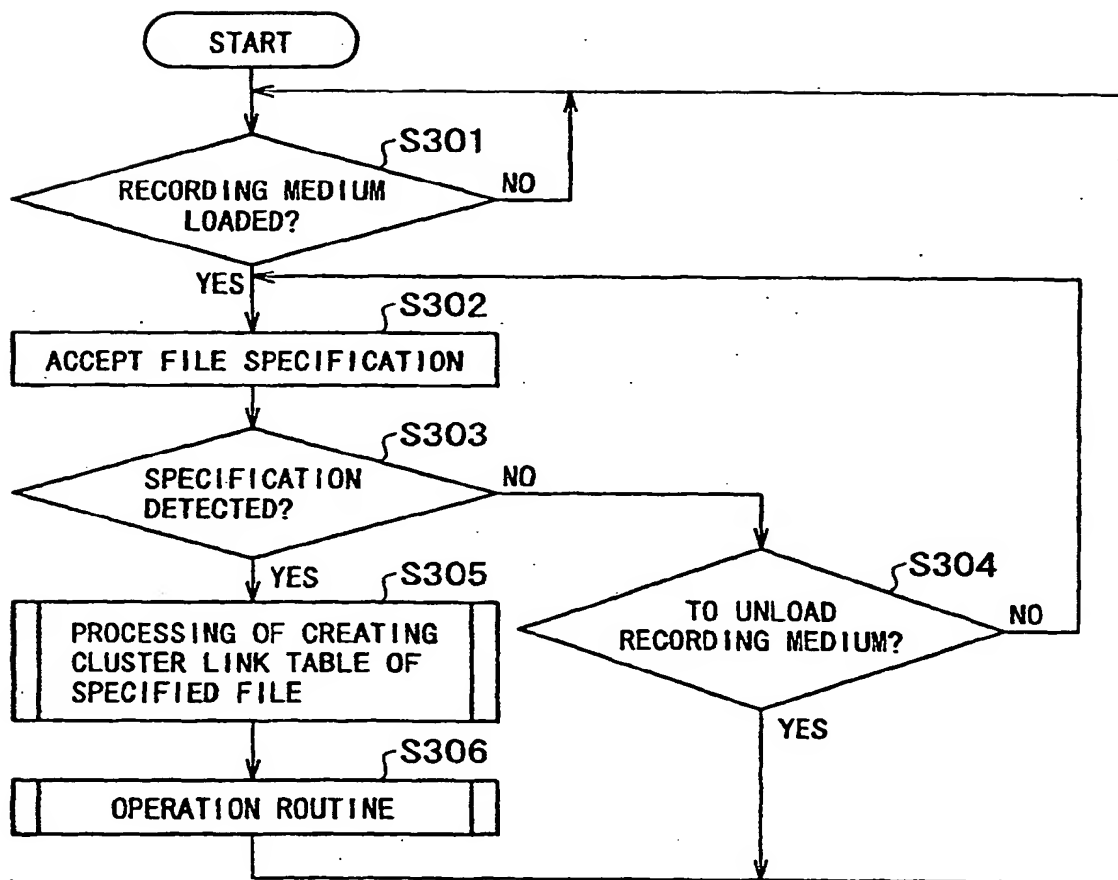 START
S301
RECORDING MEDIUM
LOADED?
NO
YES
S302
ACCEPT FILE SPECIFICATION
S303
SPECIFICATION
DETECTED?
NO
YES
S305
PROCESSING OF CREATING
CLUSTER LINK TABLE OF
SPECIFIED FILE
S304
TO UNLOAD
RECORDING MEDIUM?
NO
YES
S306
OPERATION ROUTINE